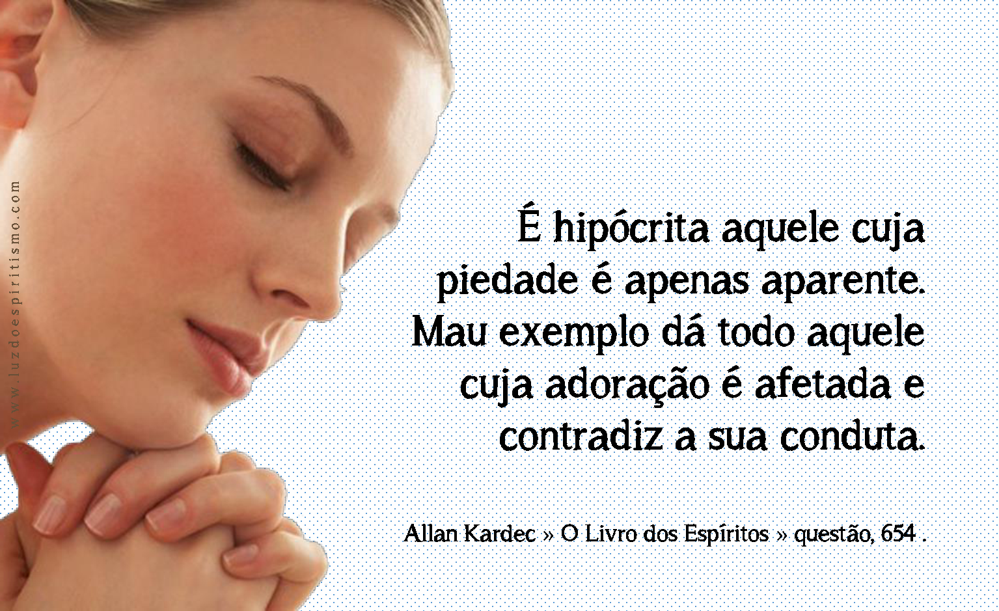 É hipócrita aquele cuja
piedade é apenas aparente.
Mau exemplo dá todo aquele
cuja adoração é afetada e
contradiz a sua conduta.
Allan Kardec » O Livro dos Espíritos » questão, 654 .
www.luzdoespiritismo.com